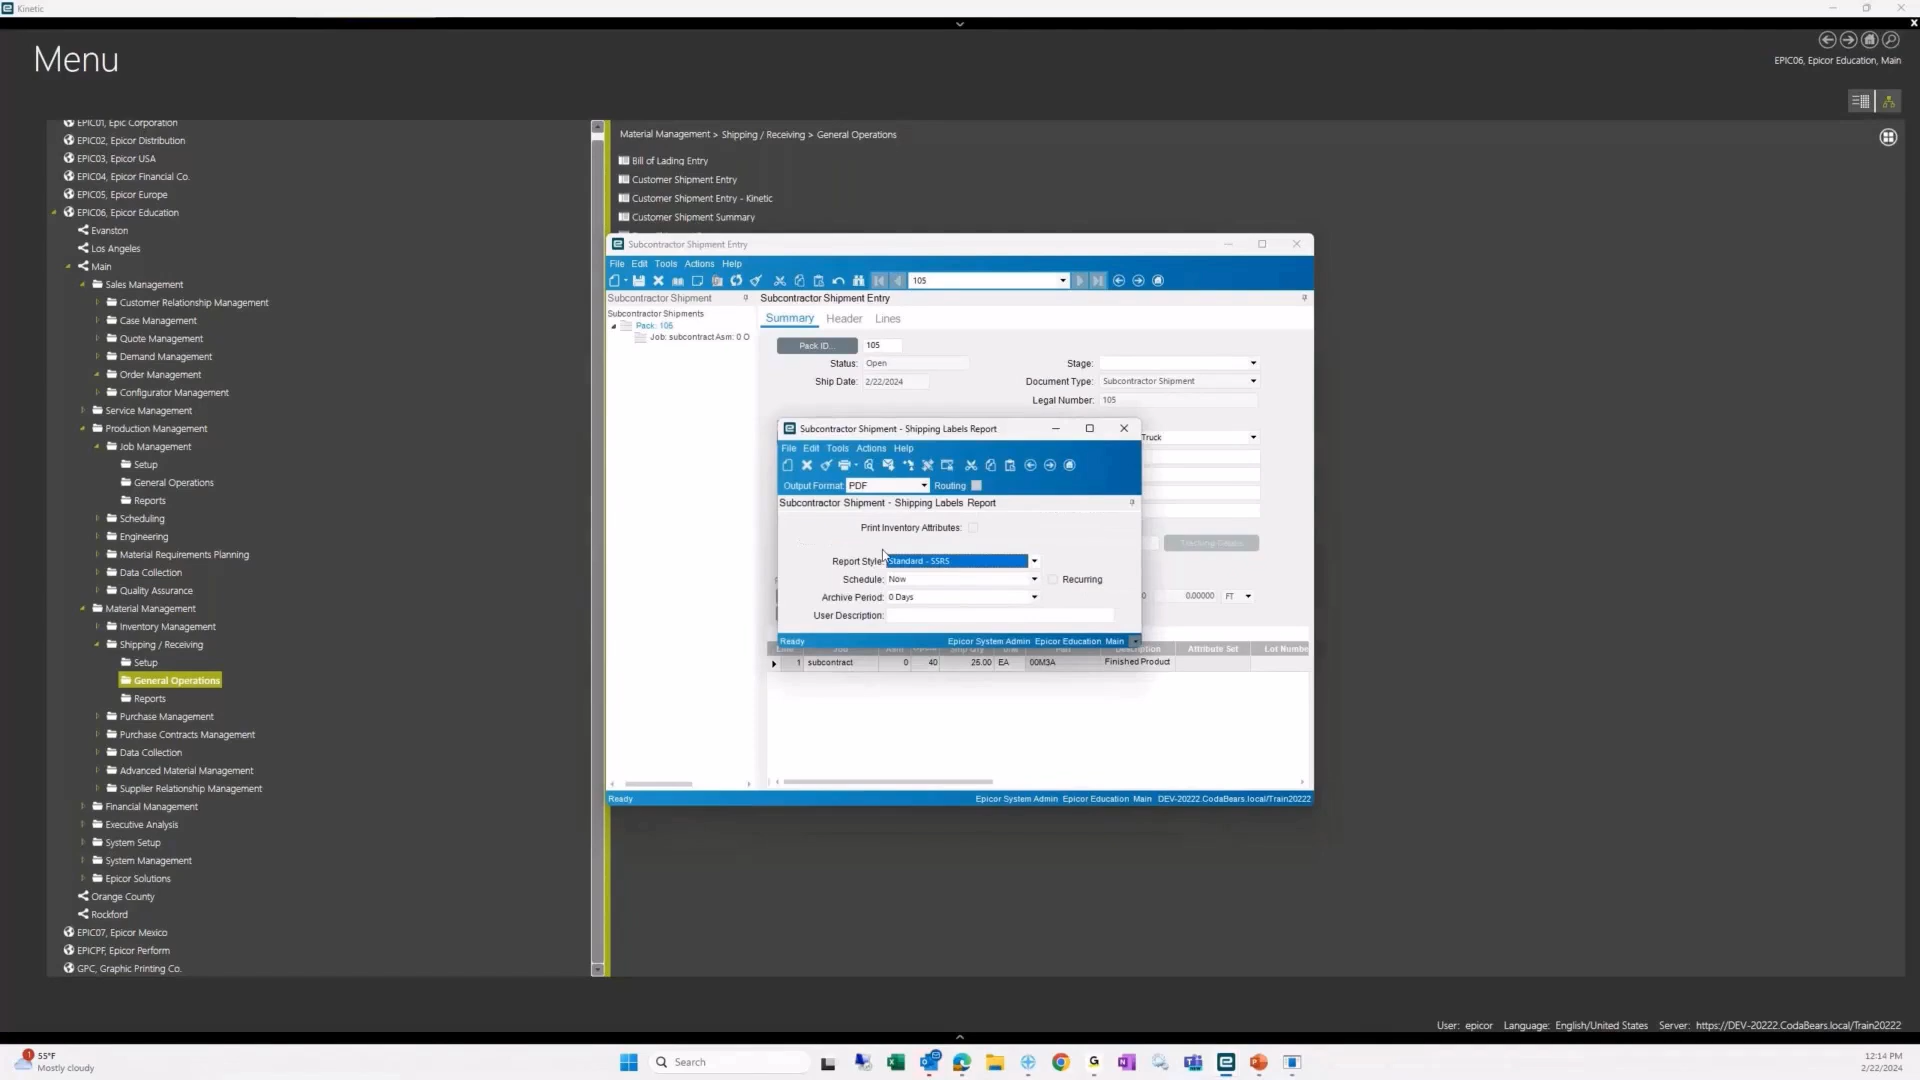 Kinetic
Menu
EPIC06, Epicor Education, Main
EPIC01, Epic Corporation
EPIC02, Epicor Distribution
EPIC03, Epicor USA
EPIC04, Epicor Financial Co.
EPIC05, Epicor Europe
EPIC06, Epicor Education
Evanston
Los Angeles
Main
Sales Management
Customer Relationship Management
Case Management
Quote Management
Demand Management
Order Management
Configurator Management
Service Management
Production Management
Job Management
Setup
General Operations
Reports
Scheduling
Engineering
Material Requirements Planning
Data Collection
Quality Assurance
Material Management
Inventory Management
Shipping / Receiving
Setup
General Operations
Reports
Purchase Management
Purchase Contracts Management
Data Collection
Advanced Material Management
Supplier Relationship Management
Financial Management
Executive Analysis
System Setup
System Management
Epicor Solutions
Orange County
Rockford
EPIC07, Epicor Mexico
EPICPF, Epicor Perform
GPC, Graphic Printing Co.
Material Management > Shipping / Receiving > General Operations
Bill of Lading Entry
Customer Shipment Entry
Customer Shipment Entry - Kinetic
Customer Shipment Summary
Subcontractor Shipment Entry
File Edit Tools Actions Help
105
Subcontractor Shipment
Subcontractor Shipments
Pack: 106
Job: subcontract Asm: 0 O
Subcontractor Shipment Entry
Summary Header Lines
Pack ID... 105
Status: Open
Stage:
Ship Date: 2/22/2024
Document Type: Subcontractor Shipment
Legal Number: 105
Truck
Subcontractor Shipment - Shipping Labels Report
File Edit Tools Actions Help
Output Format: PDF Routing
Subcontractor Shipment - Shipping Labels Report
Print Inventory Attributes:
Report Style: Standard - SSRS
Schedule: Now Recurring
Archive Period: 0 Days
User Description:
Ready Epicor System Admin Epicor Education Main
0 0.00000 FT
Attribute Set Lot Numbe
1 subcontract 0 40 25.00 EA 00M3A Finished Product
Ready Epicor System Admin Epicor Education Main DEV-20222.CodaBears.local/Train20222
User: epicor Language: English/United States Server: https://DEV-20222.CodaBears.local/Train20222
1
55°F
Mostly cloudy
Search
12:14 PM
2/22/2024